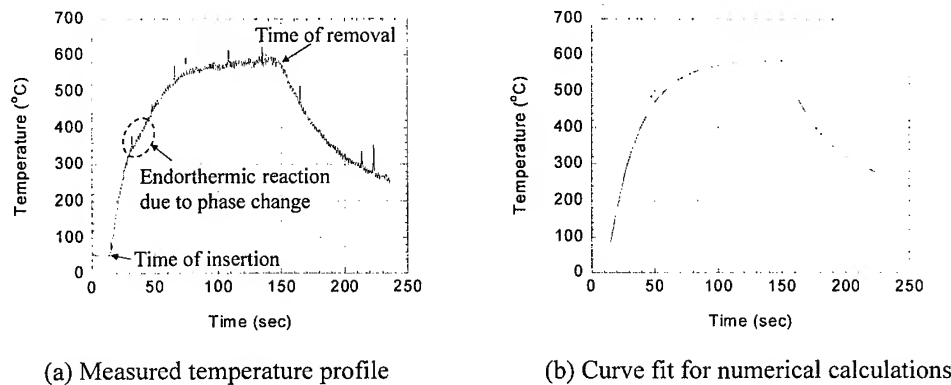 700
600
500
400
300
200
100
0
Temperature (°C)
Time of removal
Endorthermic reaction
due to phase change
Time of insertion
0 50 100 150 200 250
Time (sec)
(a) Measured temperature profile
700
600
500
400
300
200
100
0
Temperature (°C)
0 50 100 150 200 250
Time (sec)
(b) Curve fit for numerical calculations